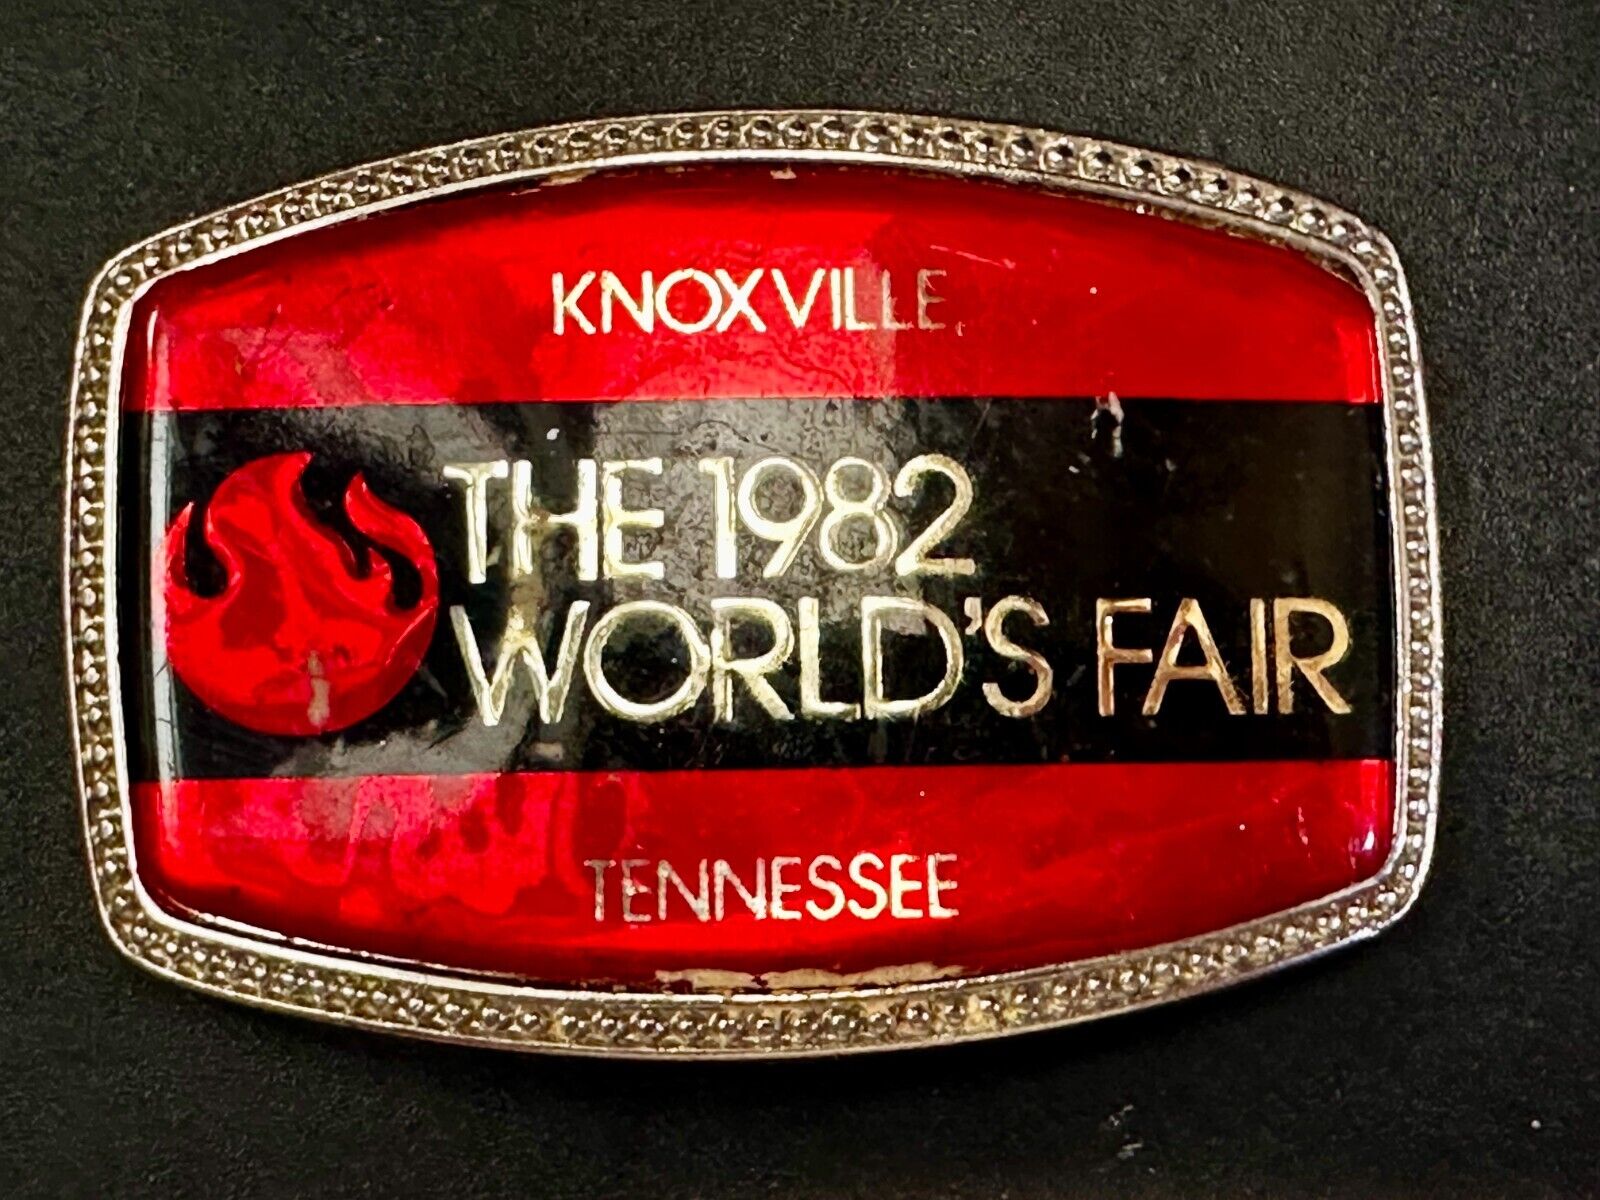 KNOXVILLE
THE 1982
WORLD'S FAIR
TENNESSEE